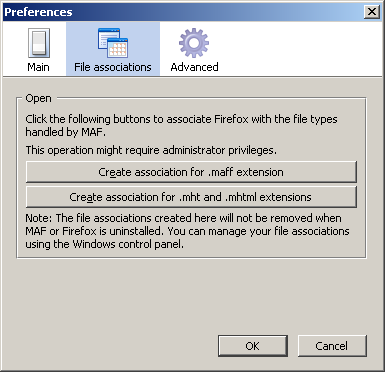 Preferences
Main
File associations
Advanced
Open
Click the following buttons to associate Firefox with the file types
handled by MAF.
This operation might require administrator privileges.
Create association for .maff extension
Create association for .mht and .mhtml extensions
Note: The file associations created here will not be removed when
MAF or Firefox is uninstalled. You can manage your file associations
using the Windows control panel.
OK
Cancel